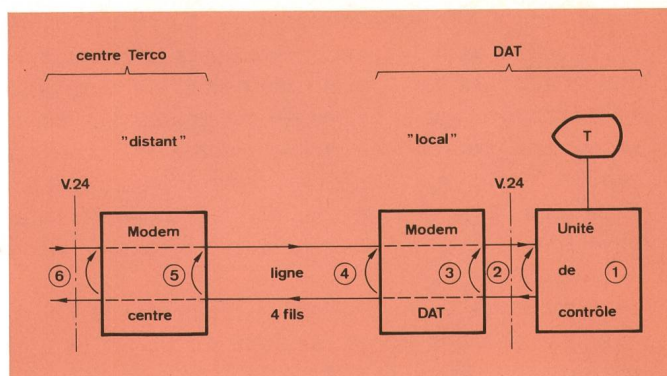 centre Terco
DAT
"distant"
"local"
T
V.24
V.24
Modem
Modem
Unité
6
5
ligne
4
3
2
de
1
centre
4 fils
DAT
contrôle